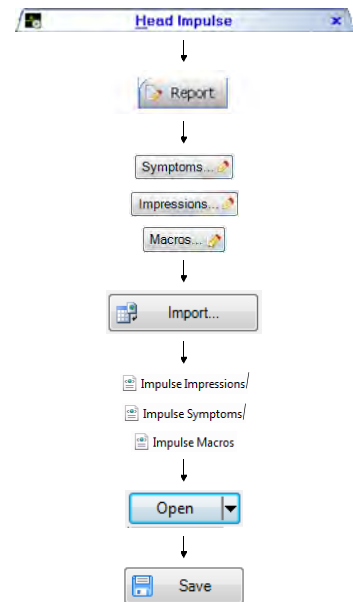 Head Impulse
Report
Symptoms...
Impressions...
Macros...
Import...
Impulse Impressions/
Impulse Symptoms/
Impulse Macros
Open
Save